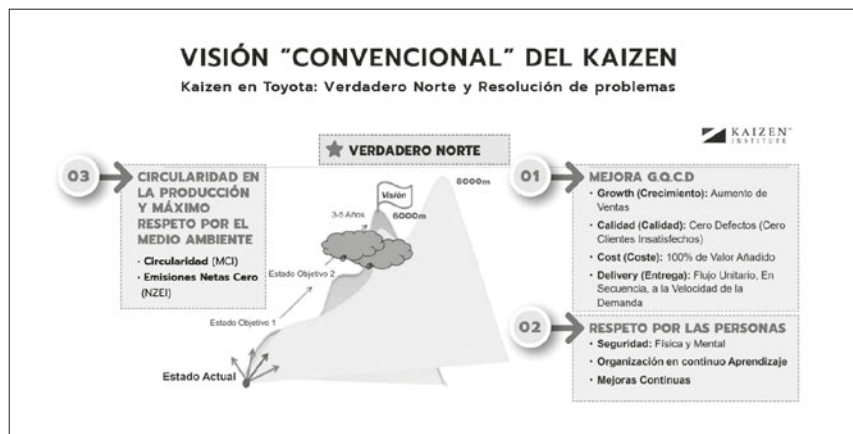 VISIÓN “CONVENCIONAL” DEL KAIZEN
Kaizen en Toyota: Verdadero Norte y Resolución de problemas
KAIZEN™
INSTITUTE
VERDADERO NORTE
03
CIRCULARIDAD EN
LA PRODUCCIÓN
Y MÁXIMO
RESPETO POR EL
MEDIO AMBIENTE
• Circularidad (MCI)
• Emisiones Netas Cero
(NZEI)
8000m
Visión
3-5 Años
6000m
Estado Objetivo 2
Estado Objetivo 1
Estado Actual
01
MEJORA G.Q.C.D
• Growth (Crecimiento): Aumento de
Ventas
• Calidad (Calidad): Cero Defectos (Cero
Clientes Insatisfechos)
• Cost (Coste): 100% de Valor Añadido
• Delivery (Entrega): Flujo Unitario, En
Secuencia, a la Velocidad de la
Demanda
02
RESPETO POR LAS PERSONAS
• Seguridad: Física y Mental
• Organización en continuo Aprendizaje
• Mejoras Continuas